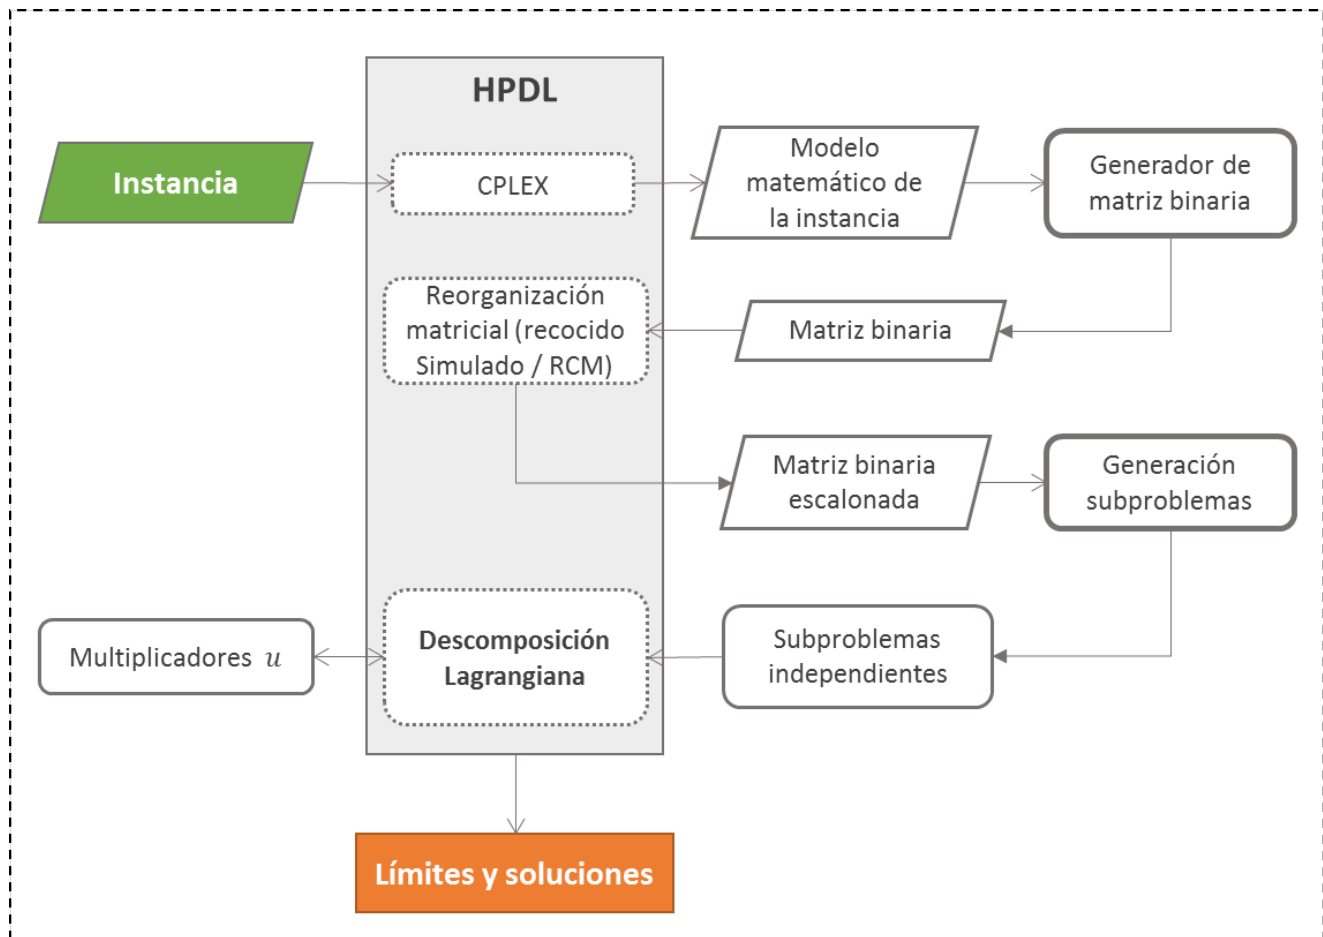 HPDL
Instancia
CPLEX
Modelo
matemático de
la instancia
Generador de
matriz binaria
Reorganización
matricial (recocido
Simulado / RCM)
Matriz binaria
Matriz binaria
escalonada
Generación
subproblemas
Multiplicadores u
Descomposición
Lagrangiana
Subproblemas
independientes
Límites y soluciones